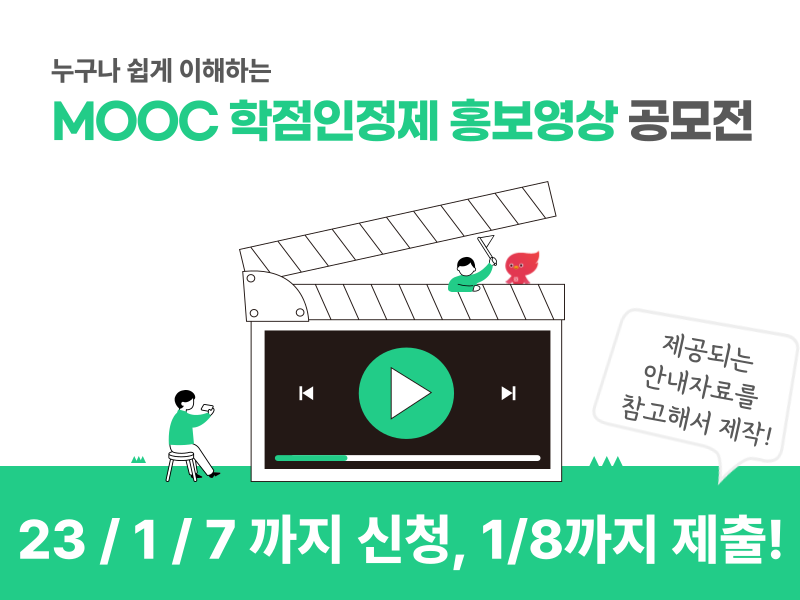 누구나 쉽게 이해하는
MOOC 학점인정제 홍보영상 공모전
제공되는
안내자료를
참고해서 제작!
23 / 1 / 7 까지 신청, 1/8까지 제출!